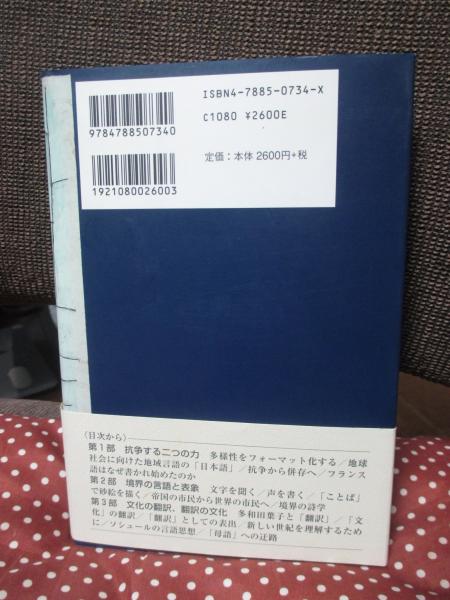 ISBN4-7885-0734-X
C1080 ¥2600E
定価：本体 2600円+税
9784788507340
1921080026003
〈目次から〉
第1部 抗争する二つの力 多様性をフォーマット化する／地球
社会に向けた地域言語の「日本語」／抗争から併存へ／フランス
語はなぜ書かれ始めたのか
第2部 境界の言語と表象 文字を聞く／声を書く／「ことば」
で砂絵を描く／帝国の市民から世界の市民へ／境界の詩学
第3部 文化の翻訳、翻訳の文化 多和田葉子と「翻訳」／「文
化」の翻訳／「翻訳」としての表出／新しい世紀を理解するため
に／ソシュールの言語思想／「母語」への迂路